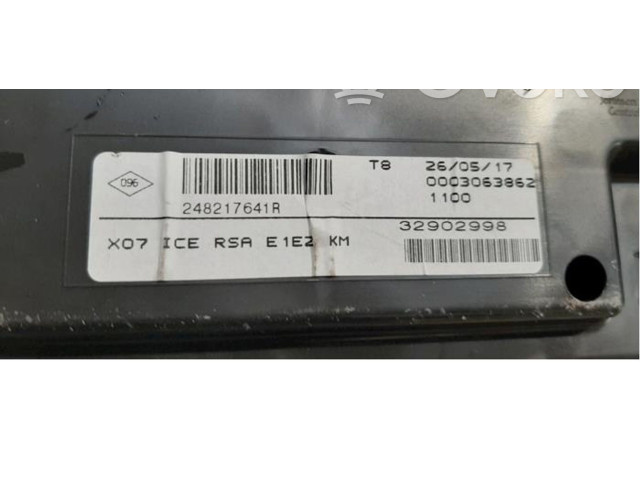 096
248217641R
T8 26/05/17
0003063862
1100
32902998
X07 ICE RSA E1E2 KM